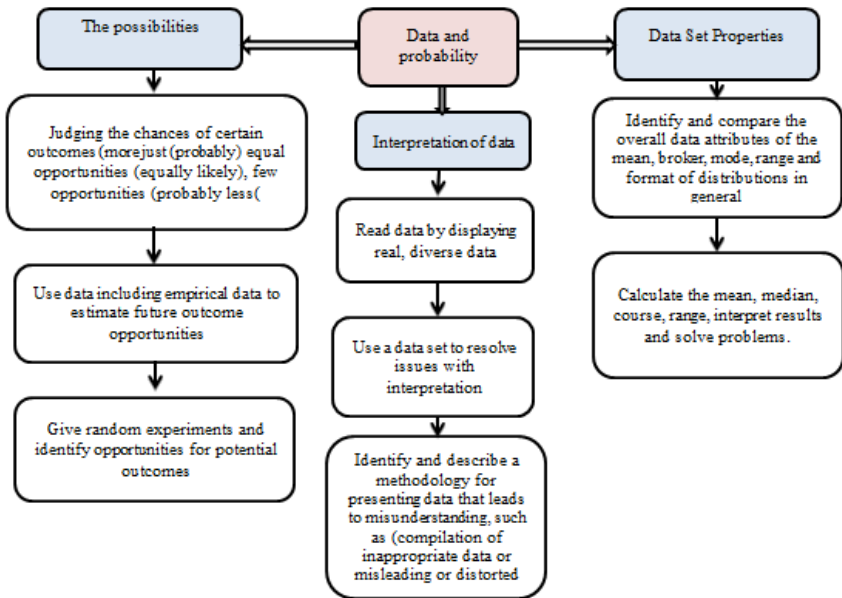 The possibilities
Judging the chances of certain
outcomes (morejust (probably) equal
opportunities (equally likely), few
opportunities (probably less(
Use data including empirical data to
estimate future outcome
opportunities
Give random experiments and
identify opportunities for potential
outcomes
Data and
probability
Interpretation of data
Read data by displaying
real, diverse data
Use a data set to resolve
issues with
interpretation
Identify and describe a
methodology for
presenting data that leads
to misunderstanding, such
as (compilation of
inappropriate data or
misleading or distorted
Data Set Properties
Identify and compare the
overall data attributes of the
mean, broker, mode, range and
format of distributions in
general
Calculate the mean, median,
course, range, interpret results
and solve problems.